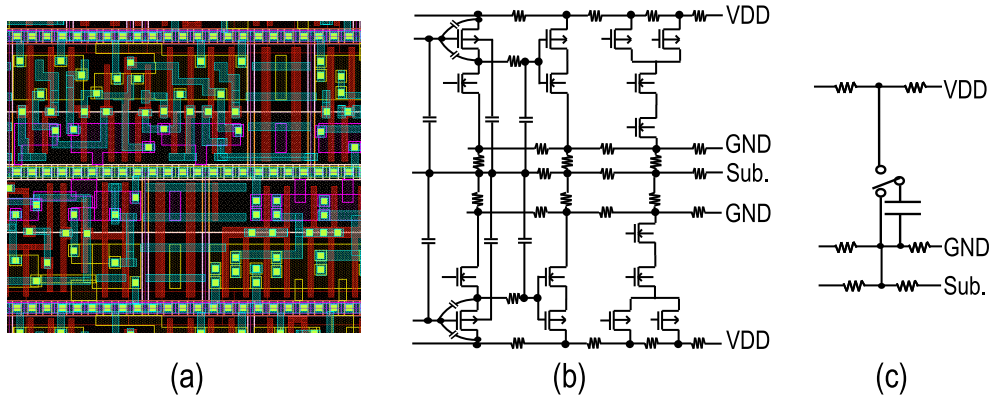 VDD
GND
Sub.
GND
VDD
VDD
GND
Sub.
(a)
(b)
(c)